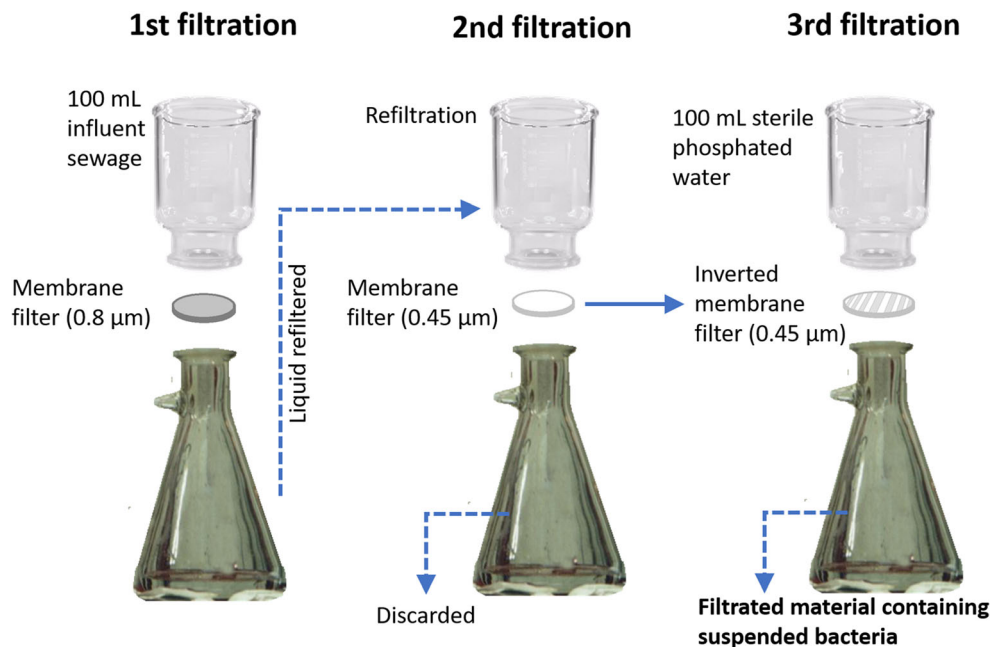 1st filtration
2nd filtration
3rd filtration
100 mL
influent
sewage
Refiltration
100 mL sterile
phosphated
water
Membrane
filter (0.8 µm)
Liquid refiltered
Membrane
filter (0.45 µm)
Inverted
membrane
filter (0.45 µm)
Discarded
Filtrated material containing
suspended bacteria